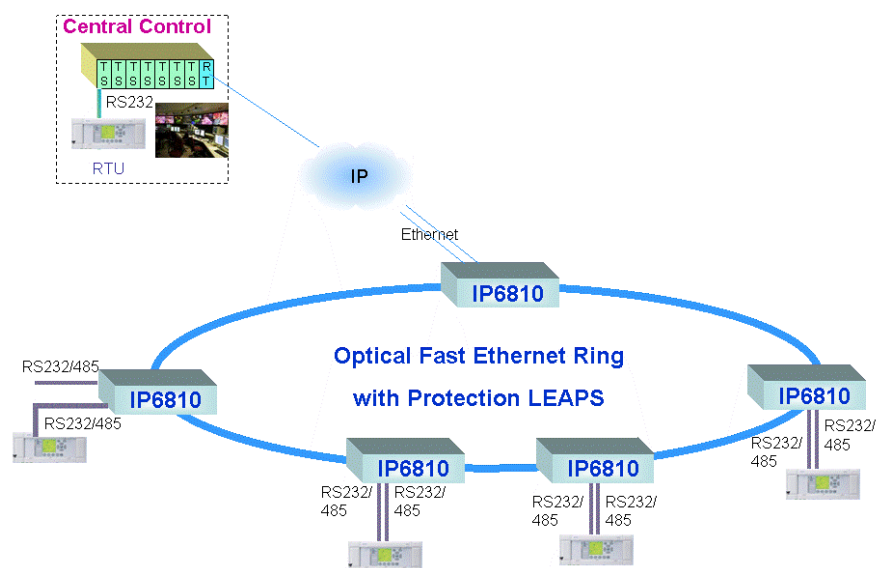 Central Control
T T T T T T T R
S S S S S S S T
RS232
RTU
IP
Ethernet
IP6810
Optical Fast Ethernet Ring
with Protection LEAPS
RS232/485
IP6810
RS232/485
IP6810
RS232/
485
RS232/
485
IP6810
RS232/
485
RS232/
485
IP6810
RS232/
485
RS232/
485